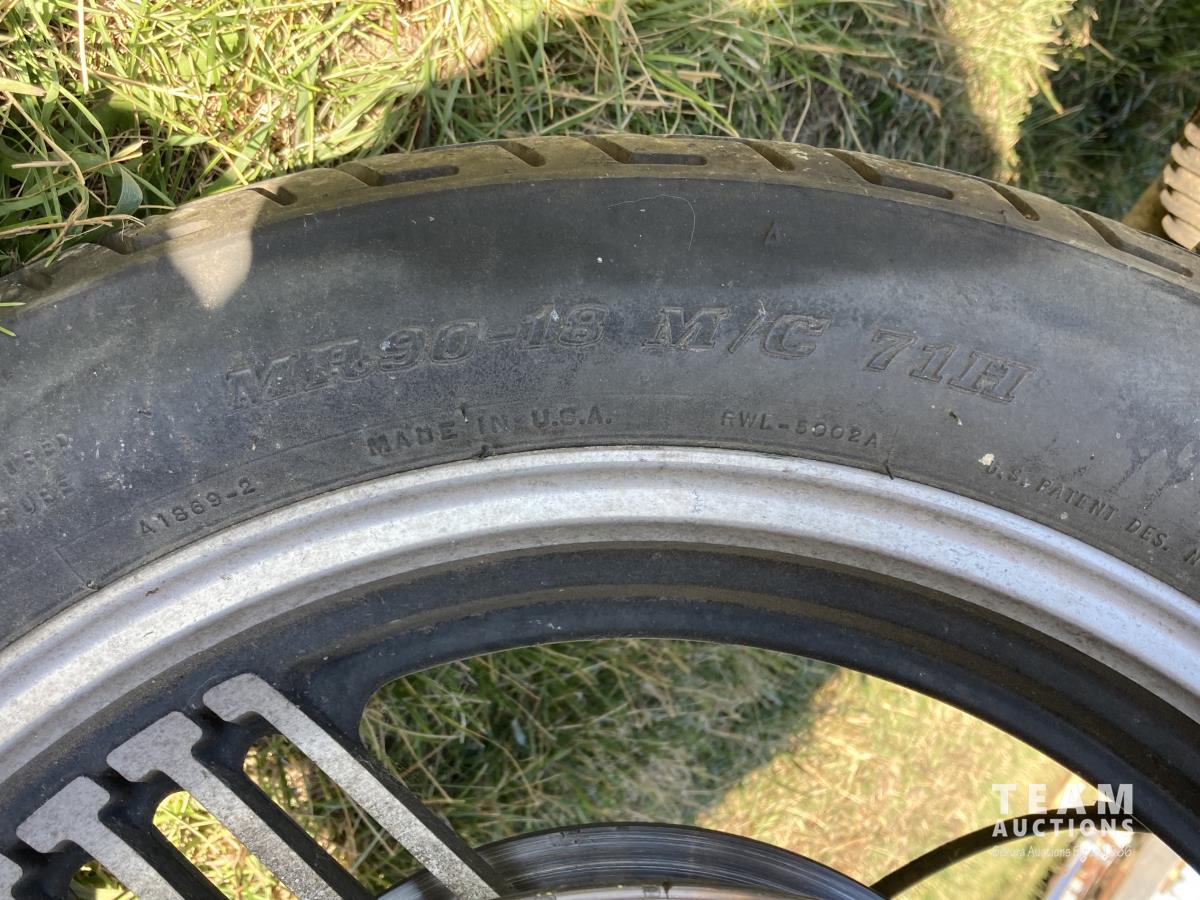 MR90-18 M/C 71H
MADE IN U.S.A.
RWL-5002A
A1869-2
U.S. PATENT DES.
TEAM
AUCTIONS